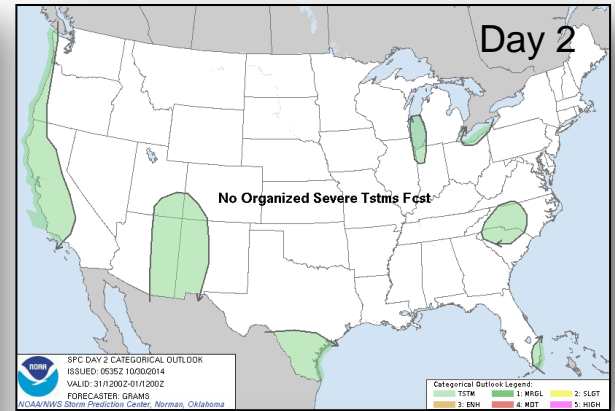 Day 2
No Organized Severe Tstms Fcst
NOAA
SPC DAY 2 CATEGORICAL OUTLOOK
ISSUED: 0535Z 10/30/2014
VALID: 31/1200Z-01/1200Z
FORECASTER: GRAMS
NOAA/NWS Storm Prediction Center, Norman, Oklahoma
Categorical Outlook Legend:
TSTM 1: MRGL 2: SLGT
3: ENH 4: MDT 5: HIGH